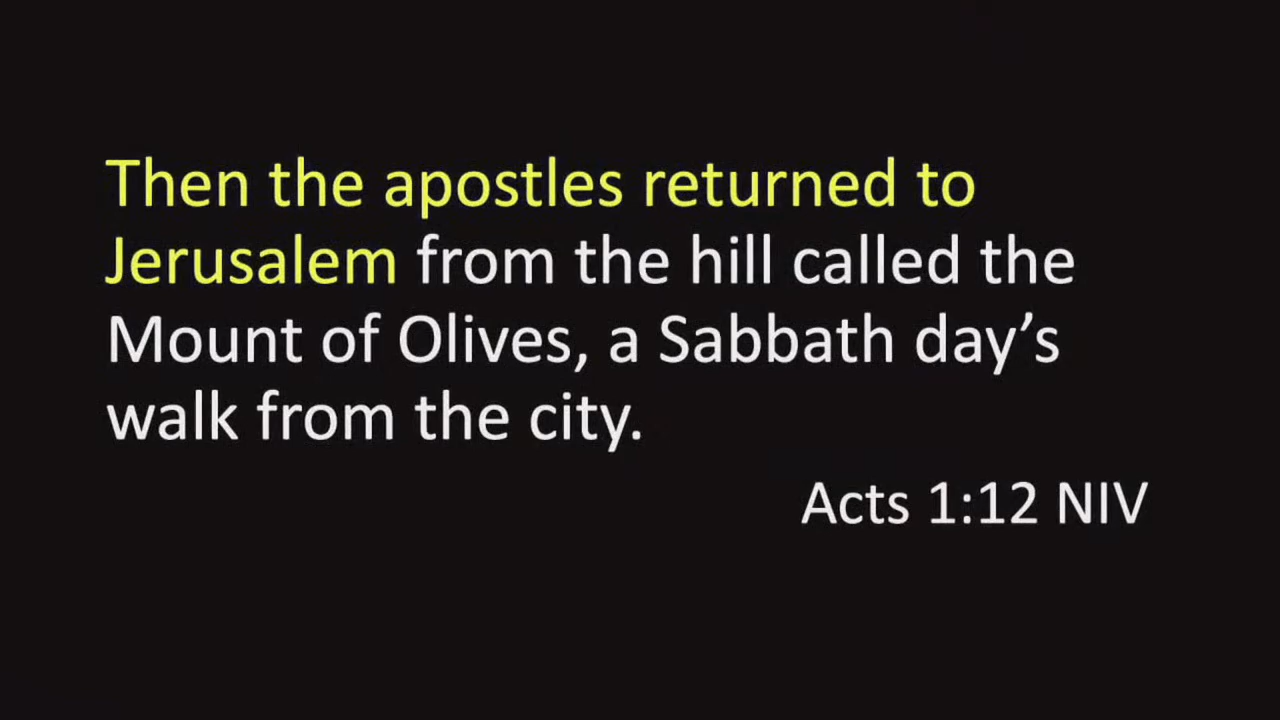 Then the apostles returned to
Jerusalem from the hill called the
Mount of Olives, a Sabbath day’s
walk from the city.
Acts 1:12 NIV